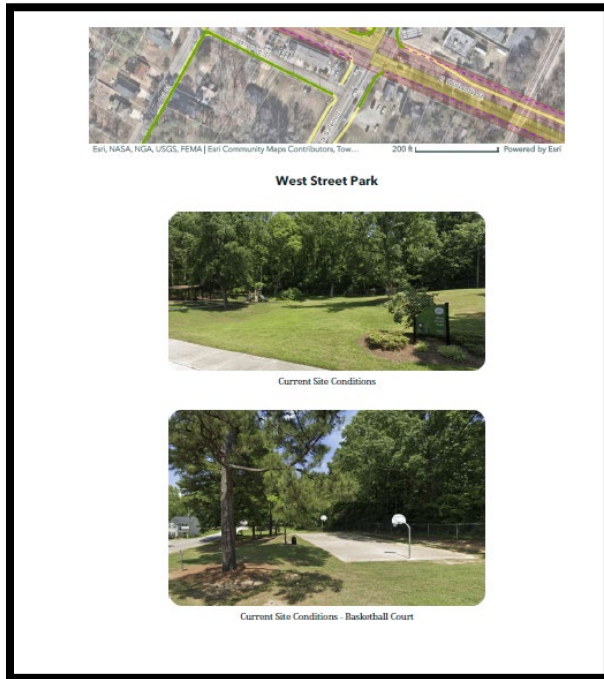 Esri, NASA, NGA, USGS, FEMA | Esri Community Maps Contributors, Tow...
200 ft
Powered by Esri
West Street Park
Current Site Conditions
Current Site Conditions - Basketball Court